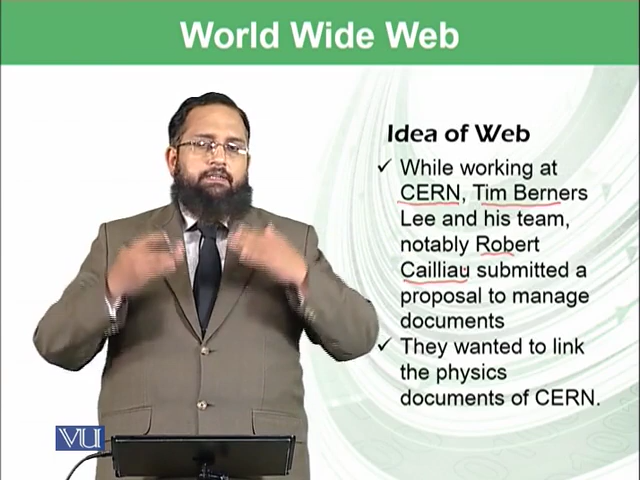 World Wide Web
Idea of Web
✓ While working at
CERN, Tim Berners
Lee and his team,
notably Robert
Cailliau submitted a
proposal to manage
documents
✓ They wanted to link
the physics
documents of CERN.
VU